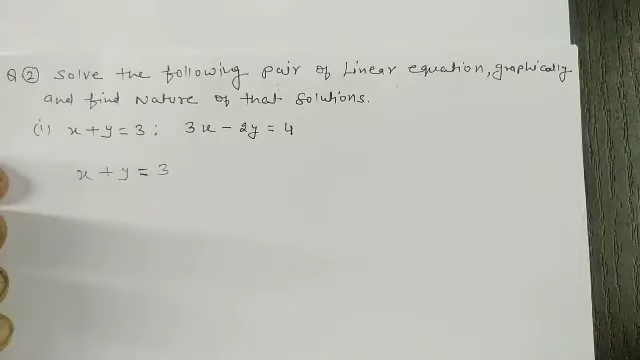 Q ② Solve the following pair of Linear equation, graphically
and find Nature of that Solutions.
(i) x + y = 3 ; 3x - 2y = 4
x + y = 3